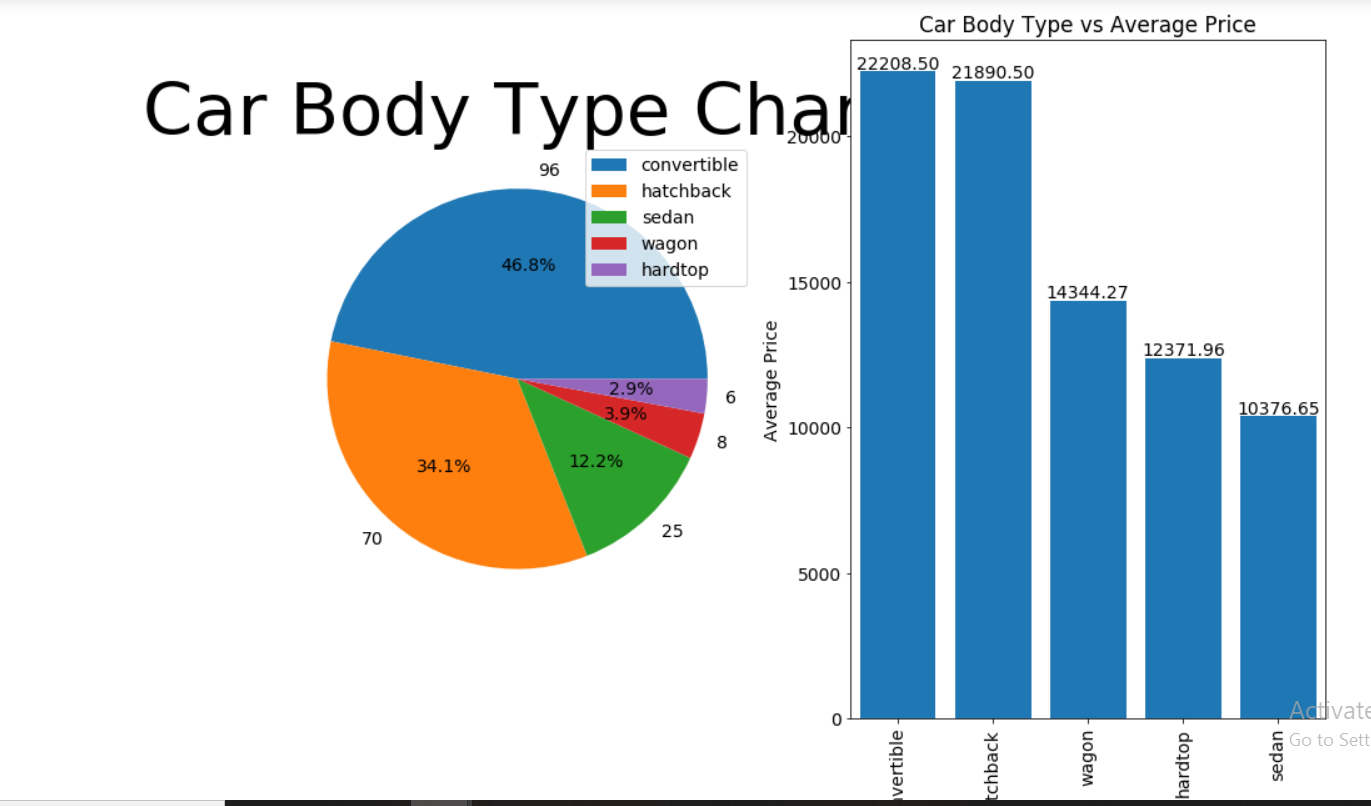 Car Body Type Char
96
convertible
hatchback
sedan
wagon
hardtop
46.8%
2.9%
6
3.9%
8
34.1%
12.2%
70
25
Car Body Type vs Average Price
22208.50
21890.50
20000
15000
14344.27
12371.96
Average Price
10000
10376.65
5000
0
nvertible
tchback
wagon
hardtop
sedan
Activate
Go to Sett